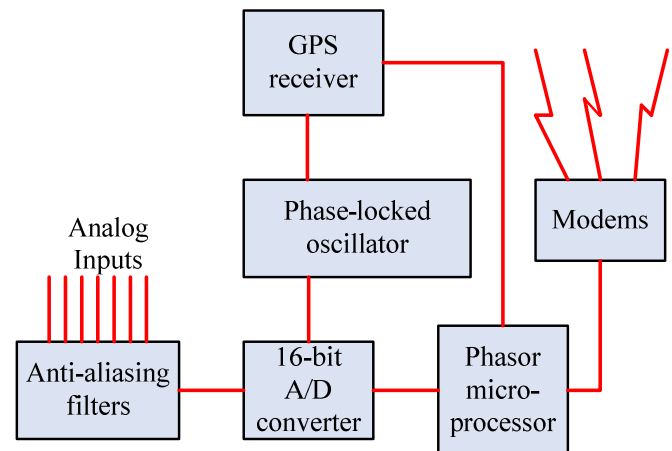 GPS
receiver
Phase-locked
oscillator
Modems
Analog
Inputs
Anti-aliasing
filters
16-bit
A/D
converter
Phasor
micro-
processor